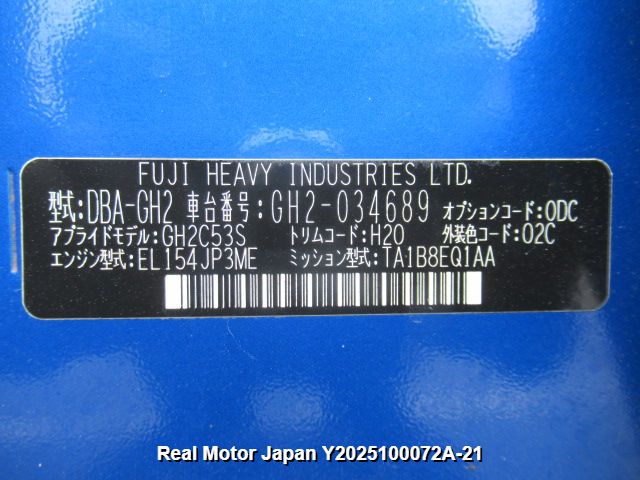 FUJI HEAVY INDUSTRIES LTD.
型式:DBA-GH2 車台番号:GH2-034689 オプションコード:ODC
アプライドモデル:GH2C53S トリムコード:H20 外装色コード:02C
エンジン型式:EL154JP3ME ミッション型式:TA1B8EQ1AA
Real Motor Japan Y2025100072A-21